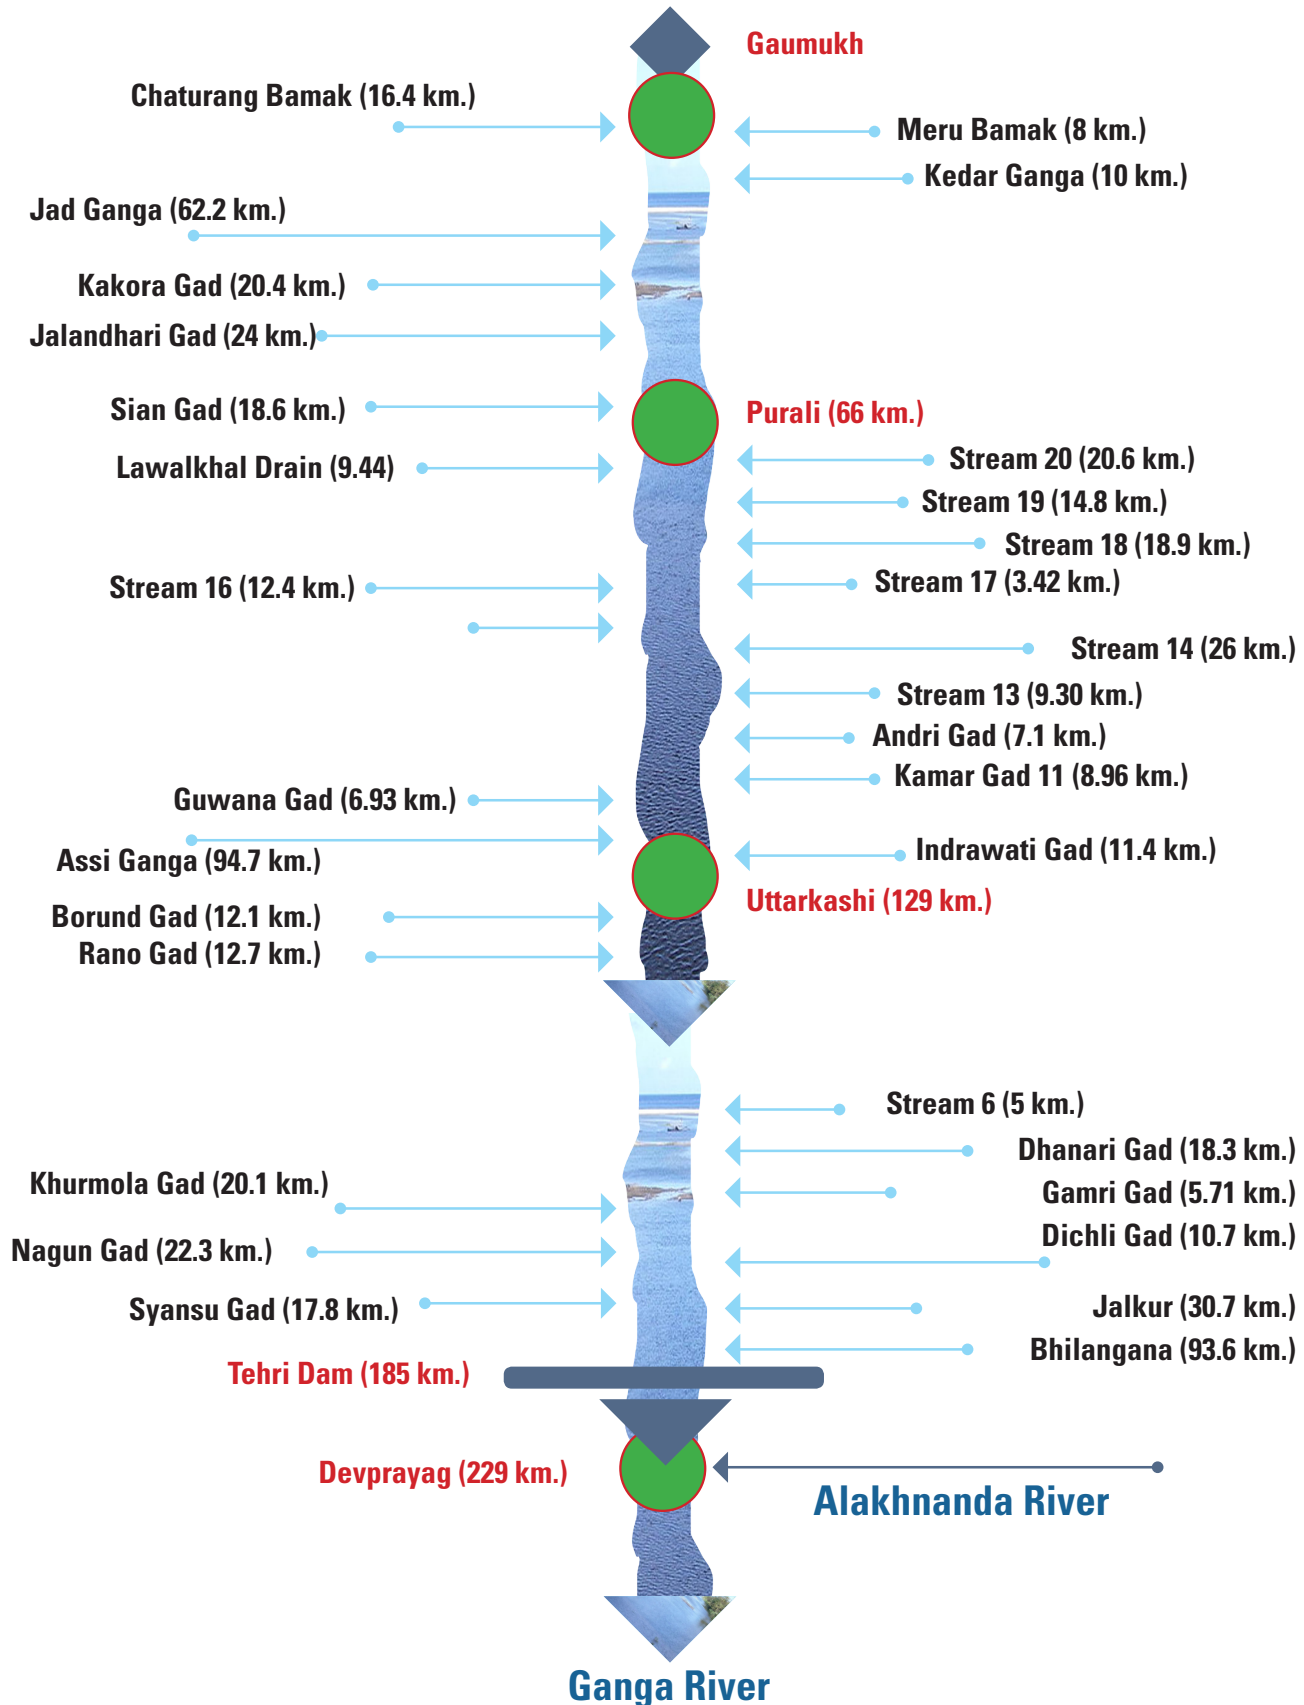 Gaumukh
Chaturang Bamak (16.4 km.)
Meru Bamak (8 km.)
Kedar Ganga (10 km.)
Jad Ganga (62.2 km.)
Kakora Gad (20.4 km.)
Jalandhari Gad (24 km.)
Sian Gad (18.6 km.)
Purali (66 km.)
Lawalkhal Drain (9.44)
Stream 20 (20.6 km.)
Stream 19 (14.8 km.)
Stream 18 (18.9 km.)
Stream 16 (12.4 km.)
Stream 17 (3.42 km.)
Stream 14 (26 km.)
Stream 13 (9.30 km.)
Andri Gad (7.1 km.)
Kamar Gad 11 (8.96 km.)
Guwana Gad (6.93 km.)
Assi Ganga (94.7 km.)
Indrawati Gad (11.4 km.)
Uttarkashi (129 km.)
Borund Gad (12.1 km.)
Rano Gad (12.7 km.)
Stream 6 (5 km.)
Dhanari Gad (18.3 km.)
Khurmola Gad (20.1 km.)
Gamri Gad (5.71 km.)
Dichli Gad (10.7 km.)
Nagun Gad (22.3 km.)
Syansu Gad (17.8 km.)
Jalkur (30.7 km.)
Bhilangana (93.6 km.)
Tehri Dam (185 km.)
Devprayag (229 km.)
Alakhnanda River
Ganga River